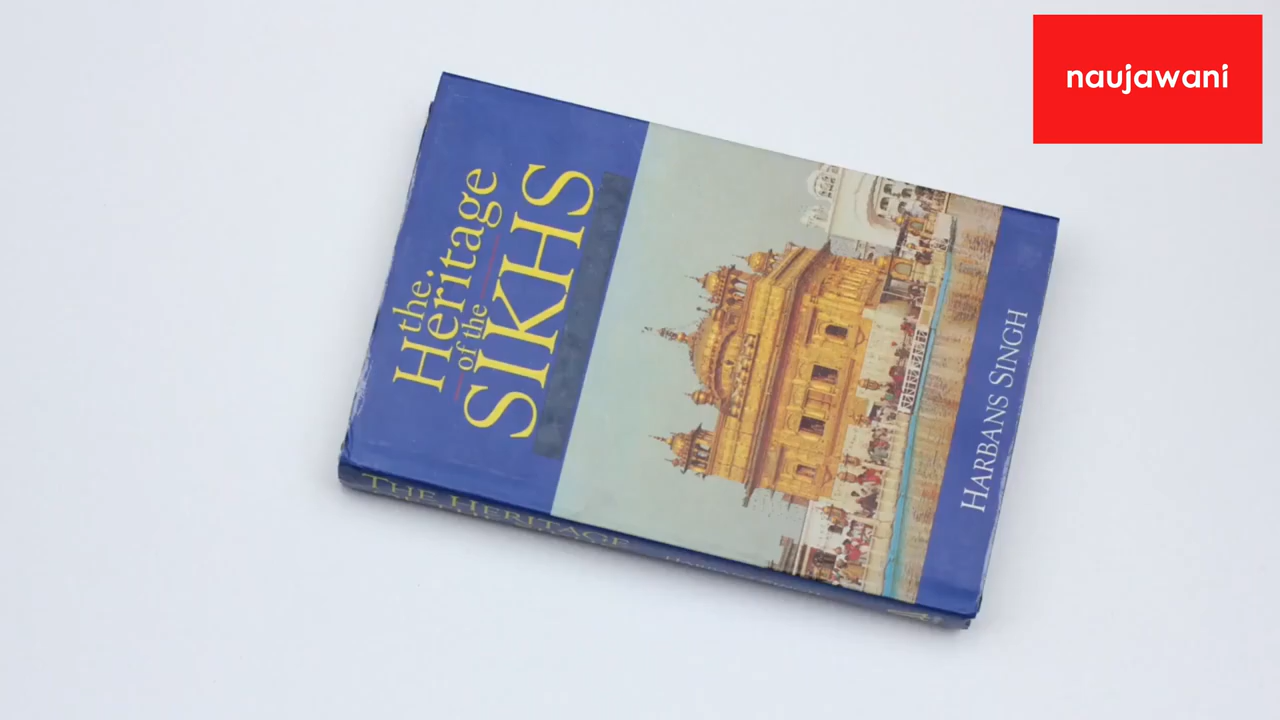 naujawani
the
Heritage
of the
SIKHS
HARBANS SINGH
THE HERITAGE